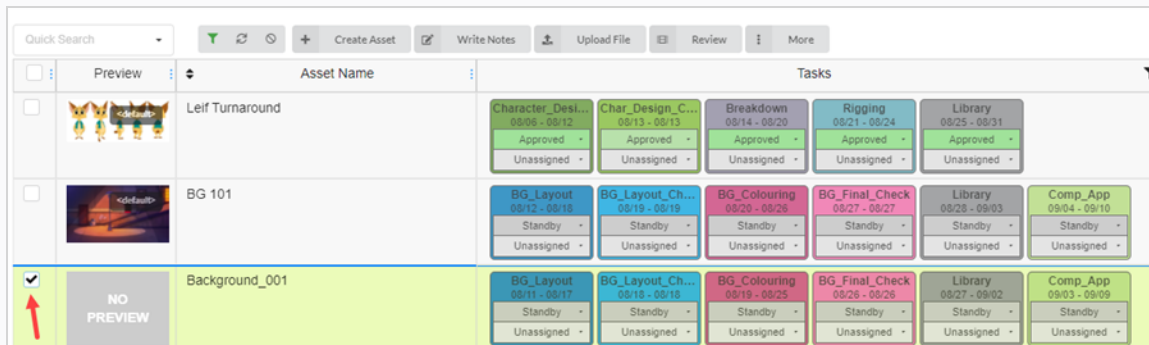 Quick Search
Create Asset
Write Notes
Upload File
Review
More
Preview
Asset Name
Tasks
<default>
Leif Turnaround
Character_Desi...
08/06 - 08/12
Approved
Unassigned
Char_Design_C...
08/13 - 08/13
Approved
Unassigned
Breakdown
08/14 - 08/20
Approved
Unassigned
Rigging
08/21 - 08/24
Approved
Unassigned
Library
08/25 - 08/31
Approved
Unassigned
<default>
BG 101
BG_Layout
08/12 - 08/18
Standby
Unassigned
BG_Layout_Ch...
08/19 - 08/19
Standby
Unassigned
BG_Colouring
08/20 - 08/26
Standby
Unassigned
BG_Final_Check
08/27 - 08/27
Standby
Unassigned
Library
08/28 - 09/03
Standby
Unassigned
Comp_App
09/04 - 09/10
Standby
Unassigned
NO
PREVIEW
Background_001
BG_Layout
08/11 - 08/17
Standby
Unassigned
BG_Layout_Ch...
08/18 - 08/18
Standby
Unassigned
BG_Colouring
08/19 - 08/25
Standby
Unassigned
BG_Final_Check
08/26 - 08/26
Standby
Unassigned
Library
08/27 - 09/02
Standby
Unassigned
Comp_App
09/03 - 09/09
Standby
Unassigned